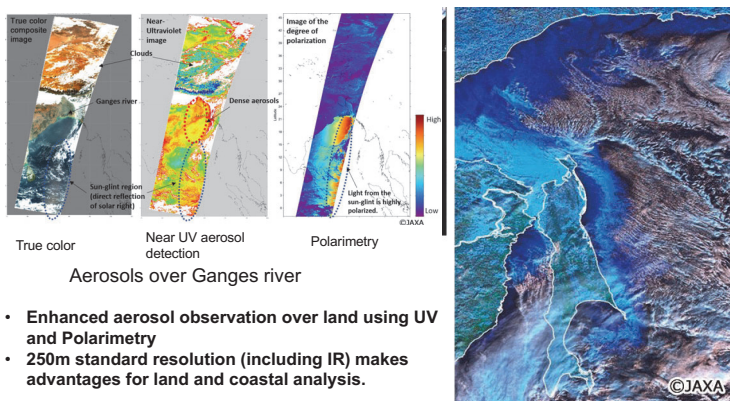 True color
composite
image
Near-
Ultraviolet
image
Image of the
degree of
polarization
Clouds
Ganges river
Dense aerosols
Sun-glint region
(direct reflection
of solar right)
Light from the
sun-glint is highly
polarized.
High
Low
©JAXA
True color
Near UV aerosol
detection
Polarimetry
Aerosols over Ganges river
• Enhanced aerosol observation over land using UV
and Polarimetry
• 250m standard resolution (including IR) makes
advantages for land and coastal analysis.
©JAXA